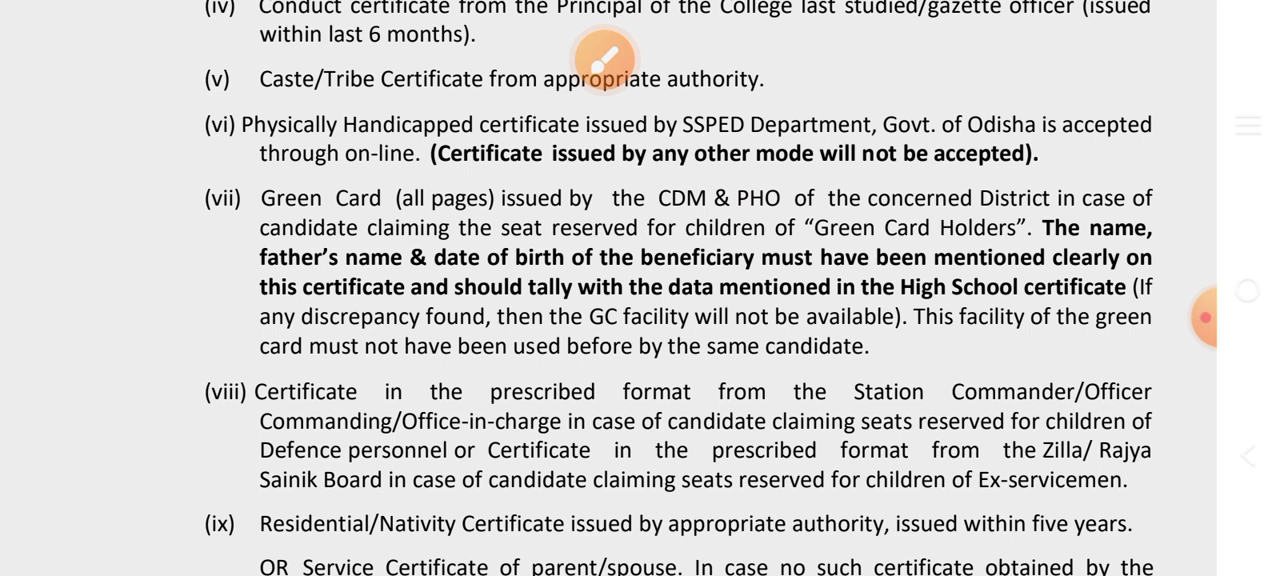 (iv) Conduct certificate from the Principal of the College last studied/gazette officer (issued
within last 6 months).
(v) Caste/Tribe Certificate from appropriate authority.
(vi) Physically Handicapped certificate issued by SSPED Department, Govt. of Odisha is accepted
through on-line. (Certificate issued by any other mode will not be accepted).
(vii) Green Card (all pages) issued by the CDM & PHO of the concerned District in case of
candidate claiming the seat reserved for children of “Green Card Holders”. The name,
father’s name & date of birth of the beneficiary must have been mentioned clearly on
this certificate and should tally with the data mentioned in the High School certificate (If
any discrepancy found, then the GC facility will not be available). This facility of the green
card must not have been used before by the same candidate.
(viii) Certificate in the prescribed format from the Station Commander/Officer
Commanding/Office-in-charge in case of candidate claiming seats reserved for children of
Defence personnel or Certificate in the prescribed format from the Zilla/ Rajya
Sainik Board in case of candidate claiming seats reserved for children of Ex-servicemen.
(ix) Residential/Nativity Certificate issued by appropriate authority, issued within five years.
OR Service Certificate of parent/spouse. In case no such certificate obtained by the